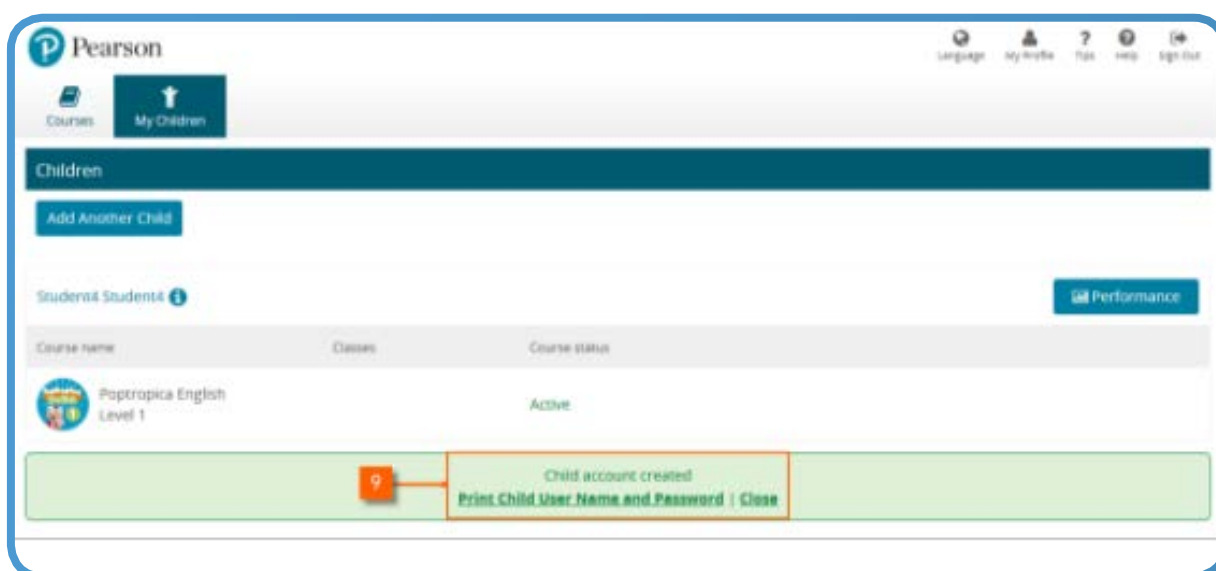 Pearson
Language My Profile Tips Help Sign Out
Courses My Children
Children
Add Another Child
Student4 Student4
Performance
Course name Classes Course status
Poptropica English
Level 1
Active
9
Child account created
Print Child User Name and Password | Close